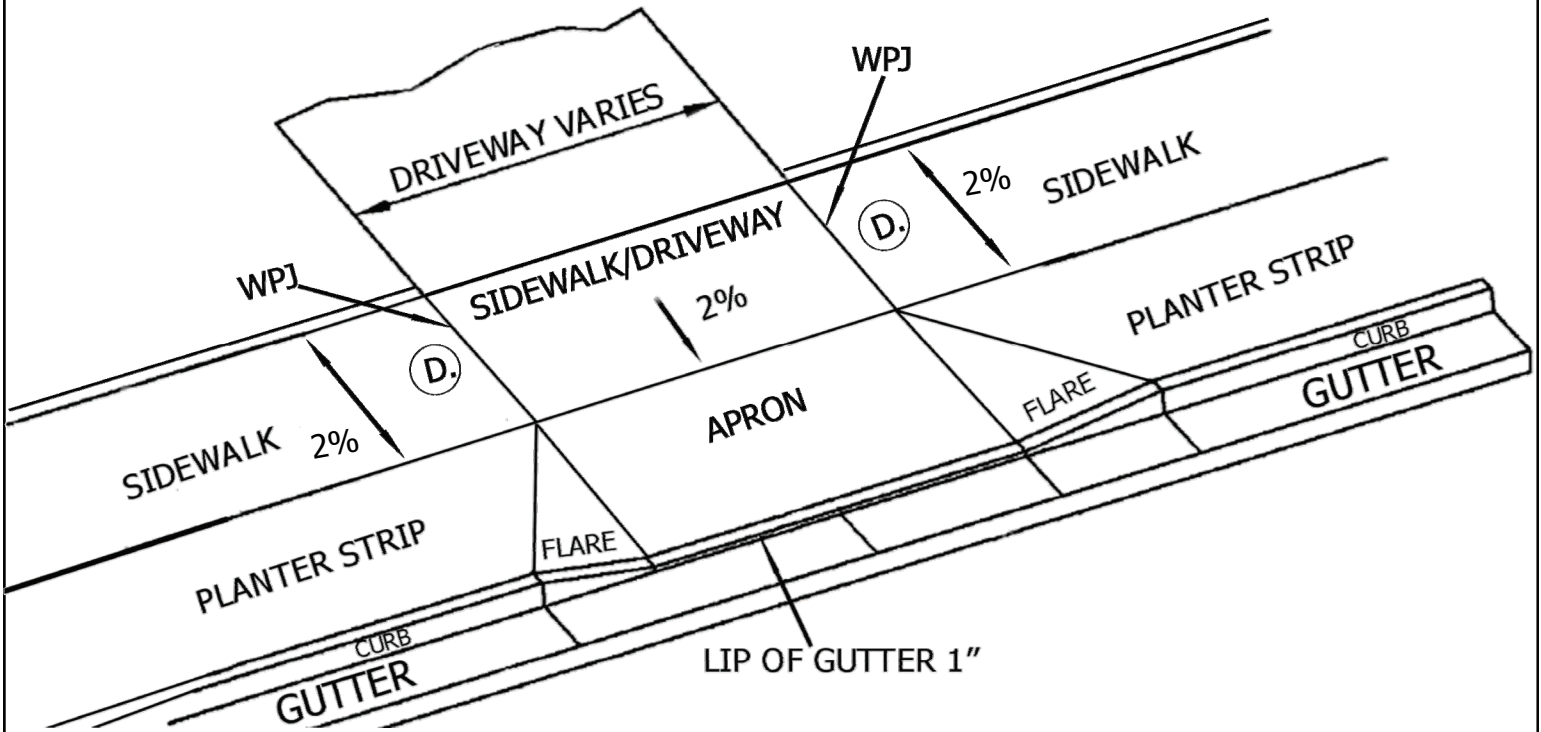 WPJ
DRIVEWAY VARIES
2%
SIDEWALK
D.
SIDEWALK/DRIVEWAY
WPJ
2%
PLANTER STRIP
D.
CURB
GUTTER
APRON
FLARE
SIDEWALK
2%
PLANTER STRIP
FLARE
CURB
GUTTER
LIP OF GUTTER 1"